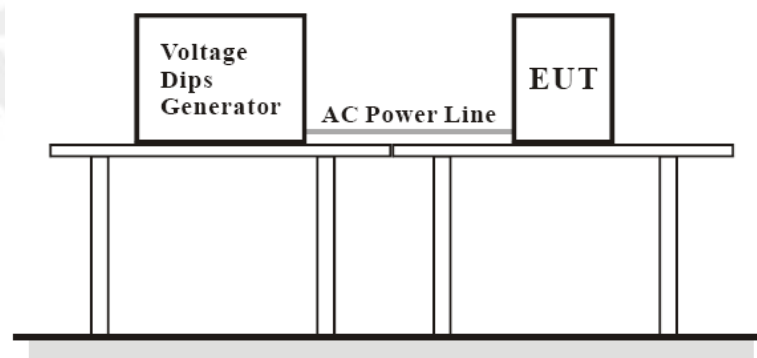 Voltage
Dips
Generator
AC Power Line
EUT